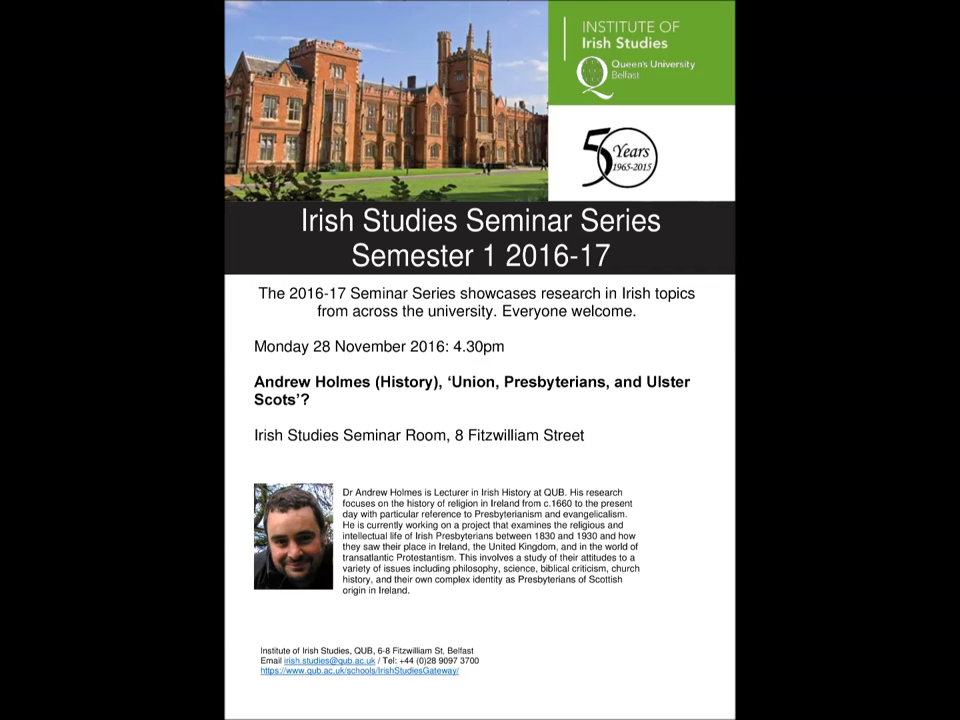 INSTITUTE OF
Irish Studies
Queen's University
Belfast
50 Years
1965-2015
Irish Studies Seminar Series
Semester 1 2016-17
The 2016-17 Seminar Series showcases research in Irish topics
from across the university. Everyone welcome.
Monday 28 November 2016: 4.30pm
Andrew Holmes (History), ‘Union, Presbyterians, and Ulster
Scots’?
Irish Studies Seminar Room, 8 Fitzwilliam Street
Dr Andrew Holmes is Lecturer in Irish History at QUB. His research
focuses on the history of religion in Ireland from c.1660 to the present
day with particular reference to Presbyterianism and evangelicalism.
He is currently working on a project that examines the religious and
intellectual life of Irish Presbyterians between 1830 and 1930 and how
they saw their place in Ireland, the United Kingdom, and in the world of
transatlantic Protestantism. This involves a study of their attitudes to a
variety of issues including philosophy, science, biblical criticism, church
history, and their own complex identity as Presbyterians of Scottish
origin in Ireland.
Institute of Irish Studies, QUB, 6-8 Fitzwilliam St, Belfast
Email irish.studies@qub.ac.uk / Tel: +44 (0)28 9097 3700
https://www.qub.ac.uk/schools/IrishStudiesGateway/